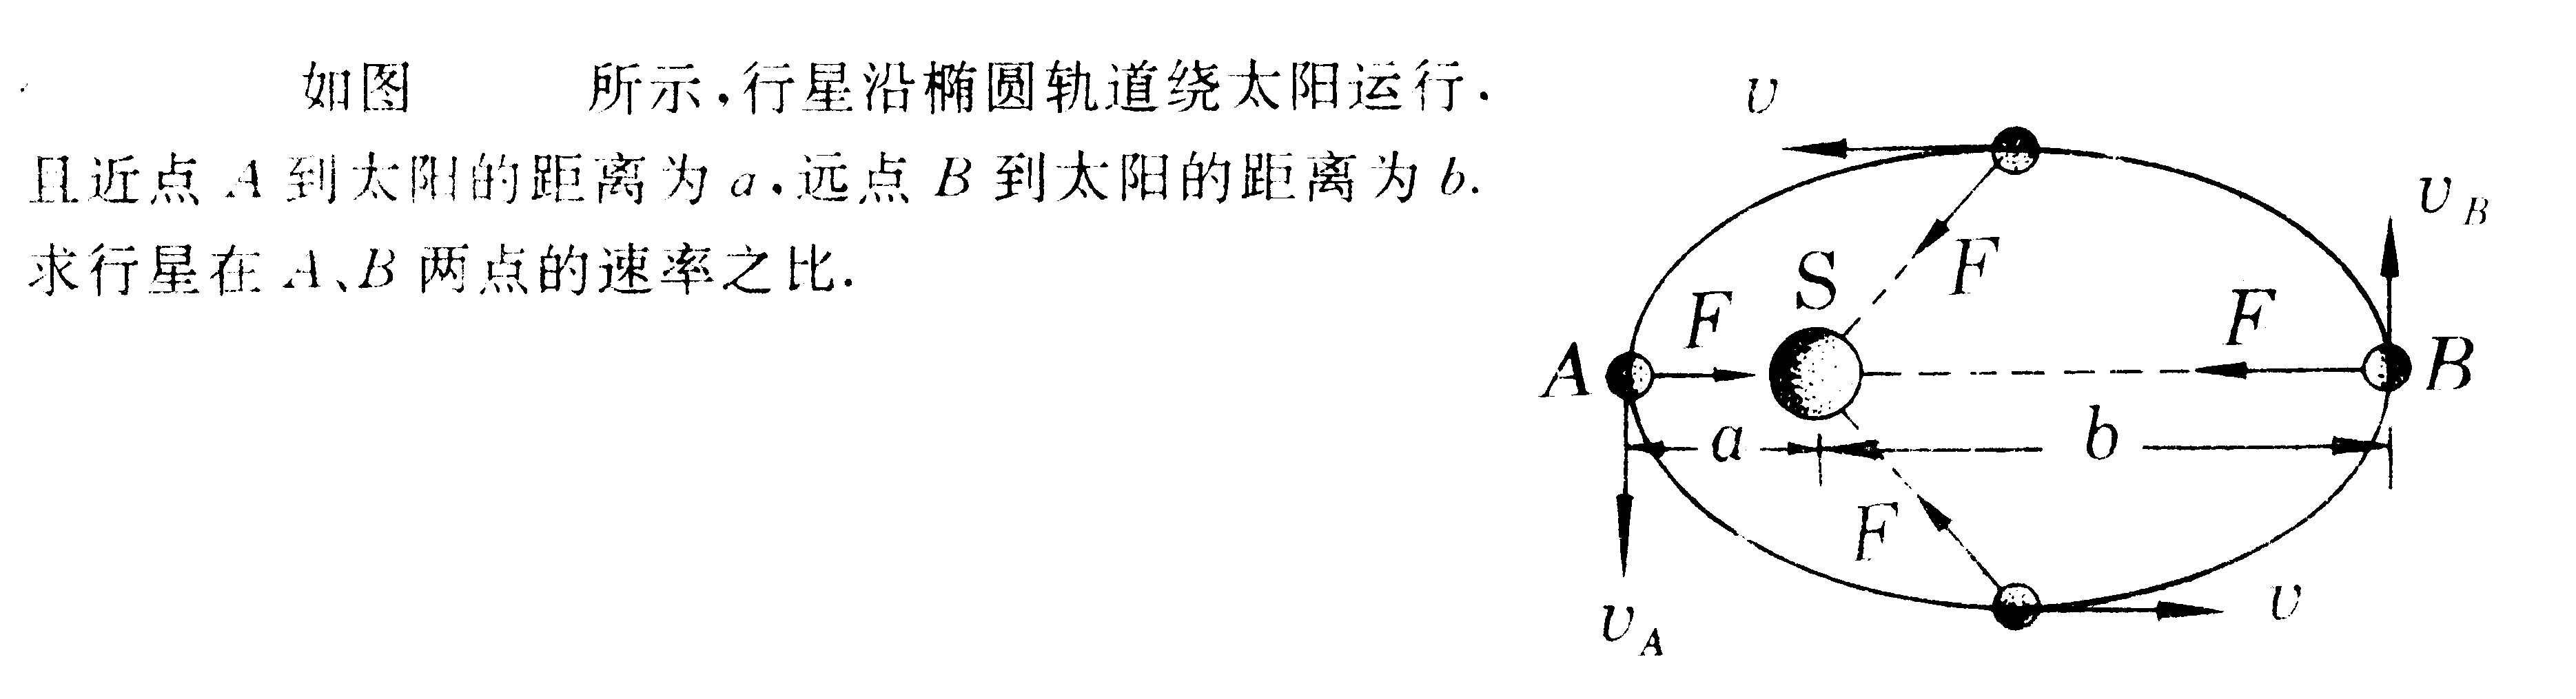 如图 所示,行星沿椭圆轨道绕太阳运行.
且近点 A 到太阳的距离为 a,远点 B 到太阳的距离为 b.
求行星在 A、B 两点的速率之比.
υ
υ_B
F
S
F
F
A
B
a
b
F
υ
υ_A